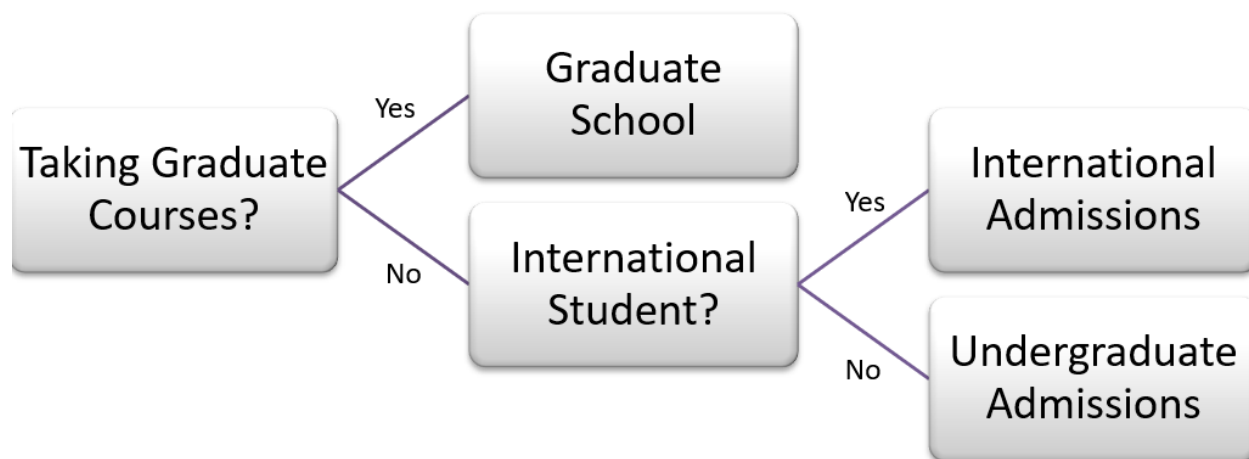 Taking Graduate
Courses?
Yes
No
Graduate
School
International
Student?
Yes
No
International
Admissions
Undergraduate
Admissions